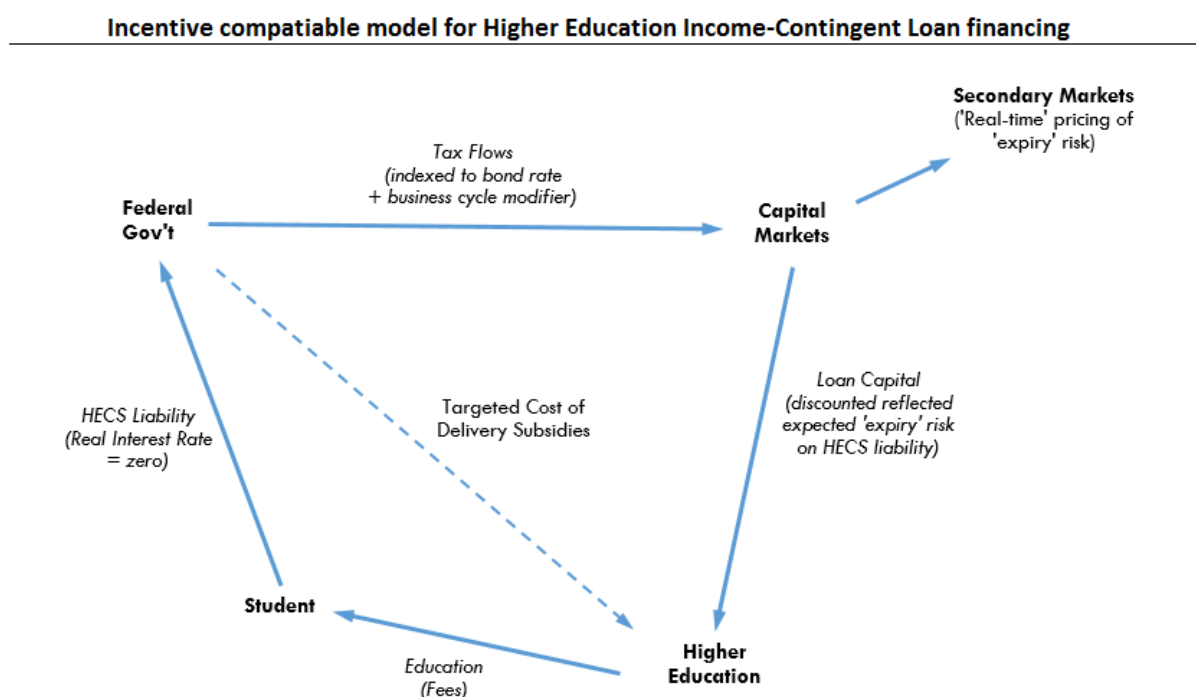 Incentive compatiable model for Higher Education Income-Contingent Loan financing
Secondary Markets
('Real-time' pricing of
'expiry' risk)
Tax Flows
(indexed to bond rate
+ business cycle modifier)
Federal
Gov't
Capital
Markets
HECS Liability
(Real Interest Rate
= zero)
Targeted Cost of
Delivery Subsidies
Loan Capital
(discounted reflected
expected 'expiry' risk
on HECS liability)
Student
Higher
Education
Education
(Fees)